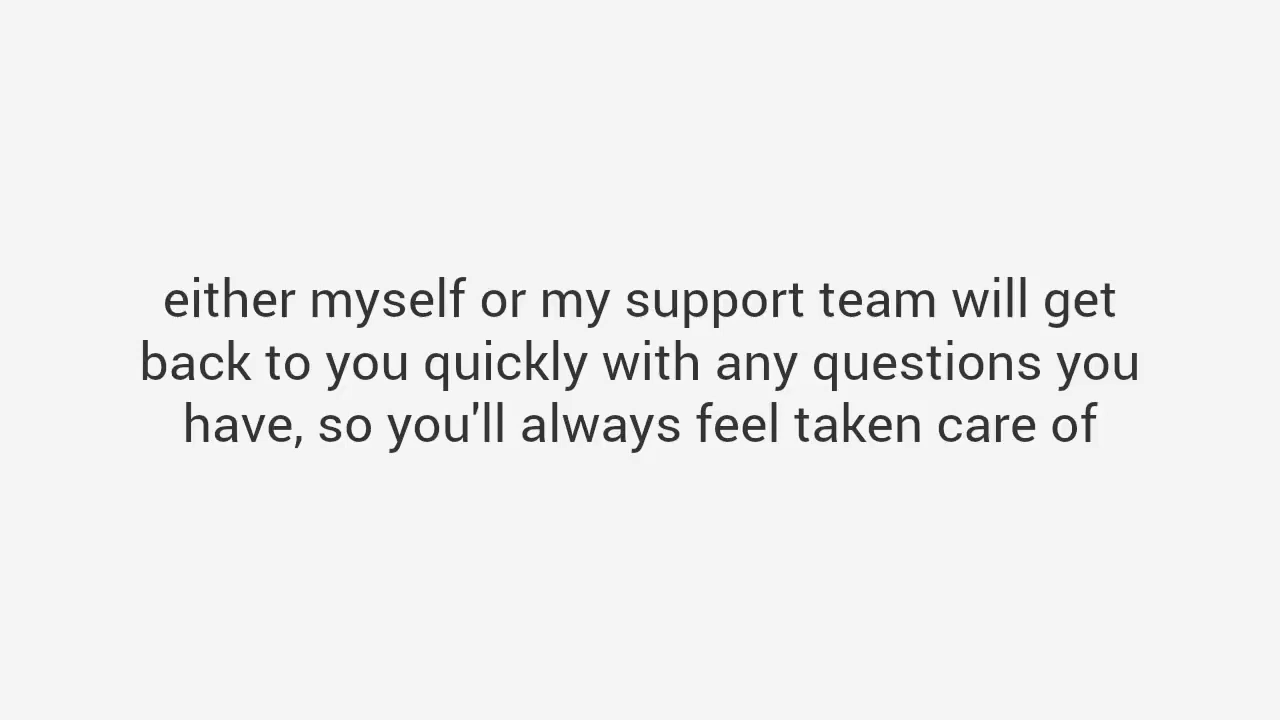 either myself or my support team will get
back to you quickly with any questions you
have, so you'll always feel taken care of